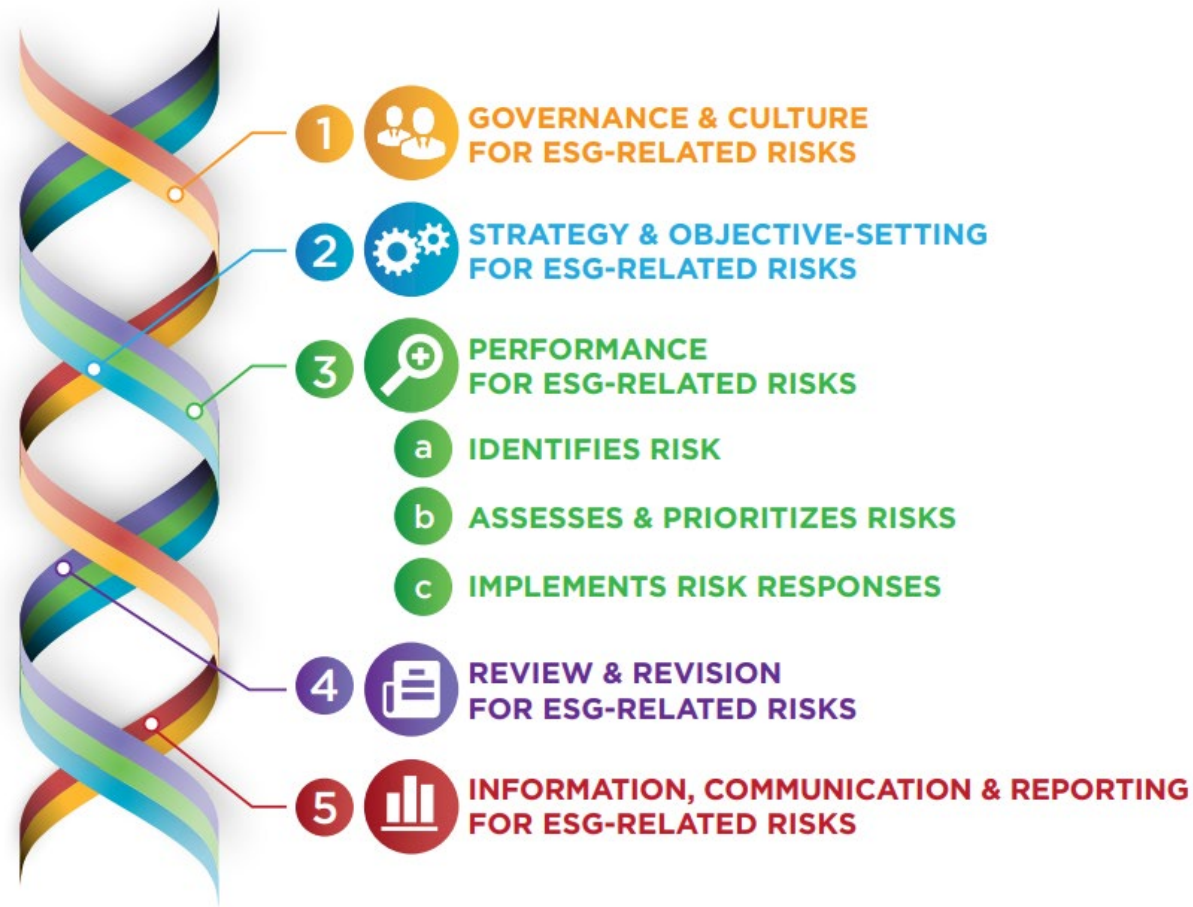 1
GOVERNANCE & CULTURE
FOR ESG-RELATED RISKS
2
STRATEGY & OBJECTIVE-SETTING
FOR ESG-RELATED RISKS
3
PERFORMANCE
FOR ESG-RELATED RISKS
a IDENTIFIES RISK
b ASSESSES & PRIORITIZES RISKS
c IMPLEMENTS RISK RESPONSES
4
REVIEW & REVISION
FOR ESG-RELATED RISKS
5
INFORMATION, COMMUNICATION & REPORTING
FOR ESG-RELATED RISKS